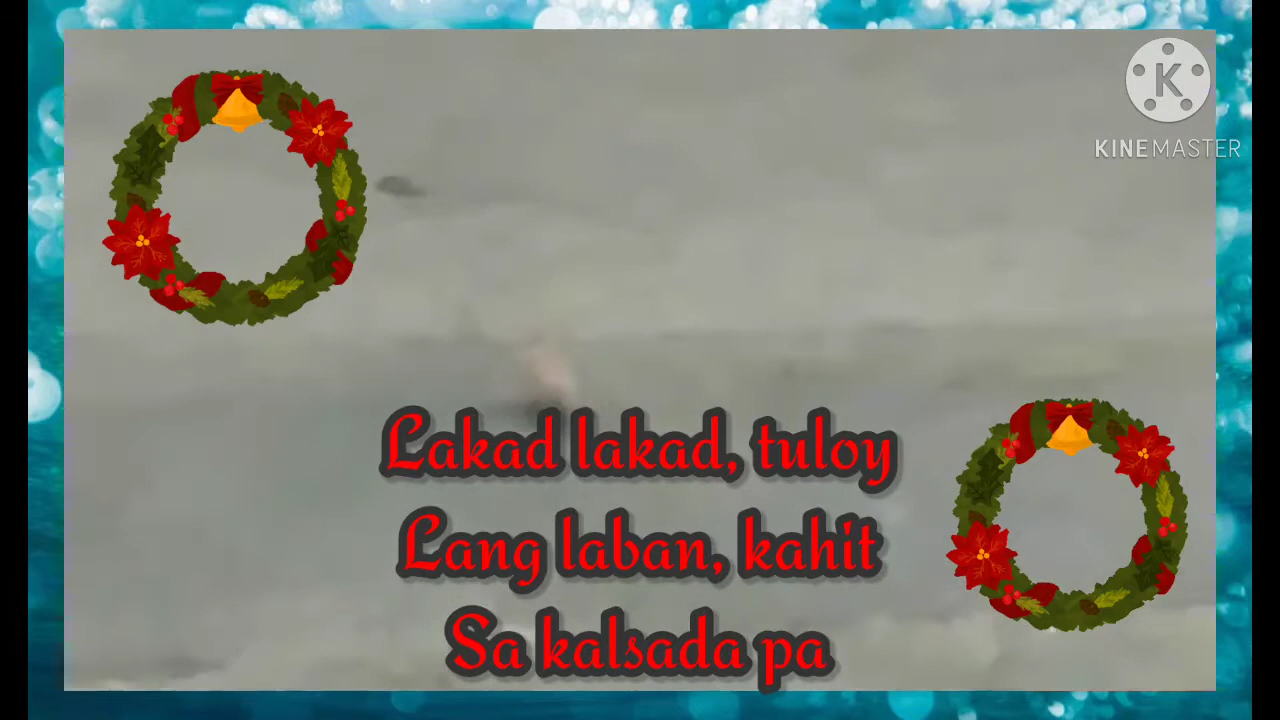 K
KINEMASTER
Lakad lakad, tuloy
Lang laban, kahit
Sa kalsada pa